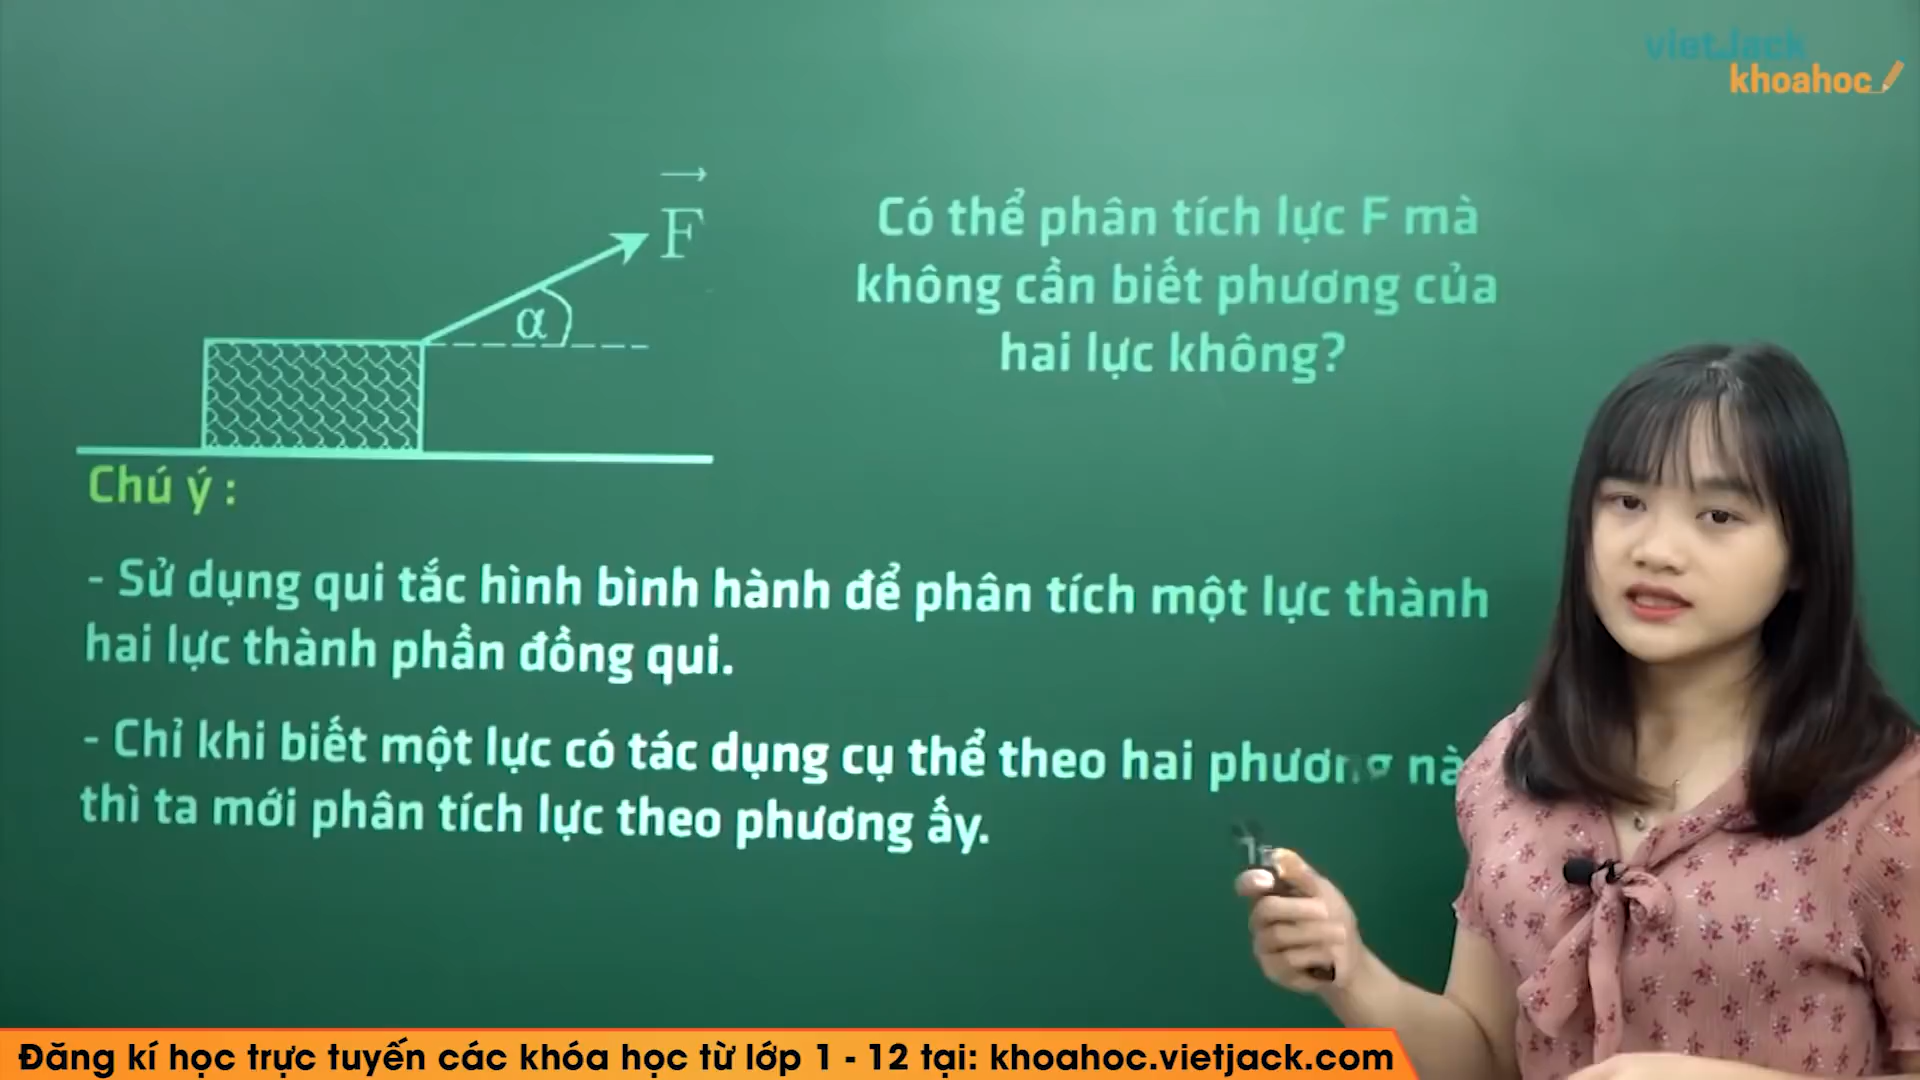 vietJack
khoahoc
F
α
Có thể phân tích lực F mà
không cần biết phương của
hai lực không?
Chú ý :
- Sử dụng qui tắc hình bình hành để phân tích một lực thành
hai lực thành phần đồng qui.
- Chỉ khi biết một lực có tác dụng cụ thể theo hai phương
thì ta mới phân tích lực theo phương ấy.
Đăng kí học trực tuyến các khóa học từ lớp 1 - 12 tại: khoahoc.vietjack.com